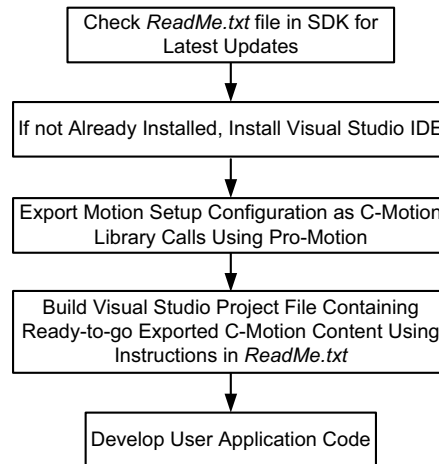 Check ReadMe.txt file in SDK for
Latest Updates
If not Already Installed, Install Visual Studio IDE
Export Motion Setup Configuration as C-Motion
Library Calls Using Pro-Motion
Build Visual Studio Project File Containing
Ready-to-go Exported C-Motion Content Using
Instructions in ReadMe.txt
Develop User Application Code